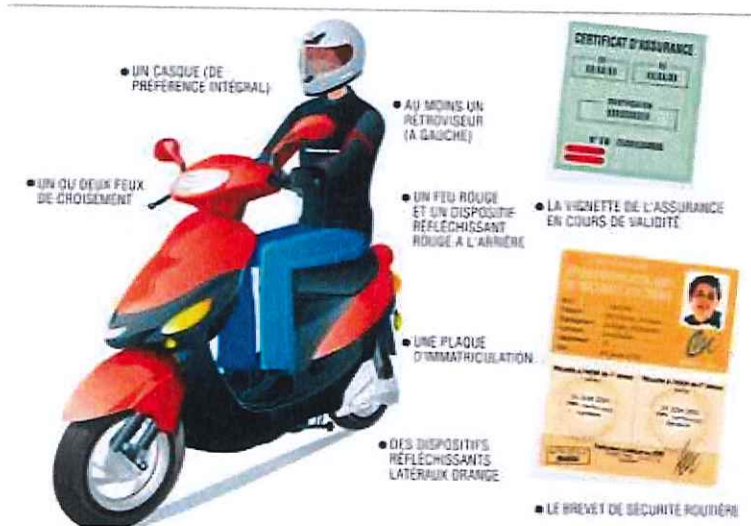 UN CASQUE (DE
PRÉFÉRENCE INTÉGRAL)
AU MOINS UN
RÉTROVISEUR
(A GAUCHE)
UN OU DEUX FEUX
DE CROISEMENT
UN FEU ROUGE
ET UN DISPOSITIF
RÉFLÉCHISSANT
ROUGE A L'ARRIÈRE
UNE PLAQUE
D'IMMATRICULATION
DES DISPOSITIFS
RÉFLÉCHISSANTS
LATÉRAUX ORANGE
CERTIFICAT D'ASSURANCE
LA VIGNETTE DE L'ASSURANCE
EN COURS DE VALIDITÉ
LE BREVET DE SÉCURITÉ ROUTIÈRE